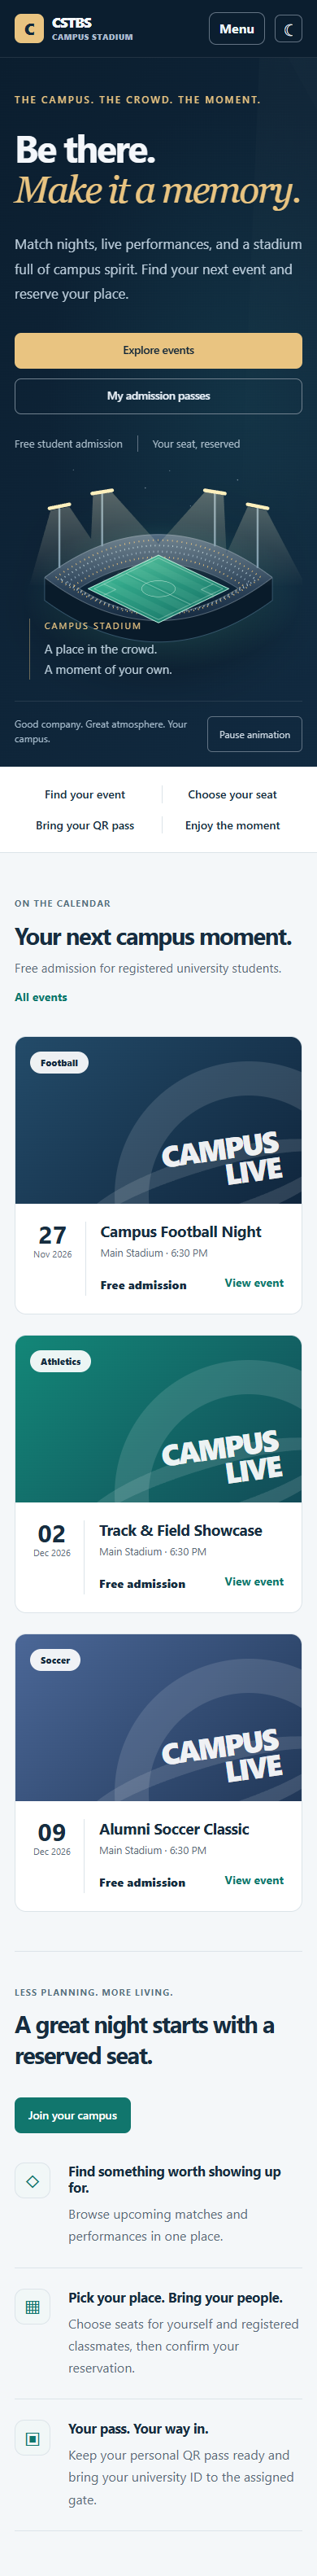 C
CSTBS
CAMPUS STADIUM
Menu
THE CAMPUS. THE CROWD. THE MOMENT.
Be there.
Make it a memory.
Match nights, live performances, and a stadium
full of campus spirit. Find your next event and
reserve your place.
Explore events
My admission passes
Free student admission
Your seat, reserved
CAMPUS STADIUM
A place in the crowd.
A moment of your own.
Good company. Great atmosphere. Your
campus.
Pause animation
Find your event
Choose your seat
Bring your QR pass
Enjoy the moment
ON THE CALENDAR
Your next campus moment.
Free admission for registered university students.
All events
Football
CAMPUS
LIVE
27
Nov 2026
Campus Football Night
Main Stadium · 6:30 PM
Free admission
View event
Athletics
CAMPUS
LIVE
02
Dec 2026
Track & Field Showcase
Main Stadium · 6:30 PM
Free admission
View event
Soccer
CAMPUS
LIVE
09
Dec 2026
Alumni Soccer Classic
Main Stadium · 6:30 PM
Free admission
View event
LESS PLANNING. MORE LIVING.
A great night starts with a
reserved seat.
Join your campus
Find something worth showing up
for.
Browse upcoming matches and
performances in one place.
Pick your place. Bring your people.
Choose seats for yourself and registered
classmates, then confirm your
reservation.
Your pass. Your way in.
Keep your personal QR pass ready and
bring your university ID to the assigned
gate.